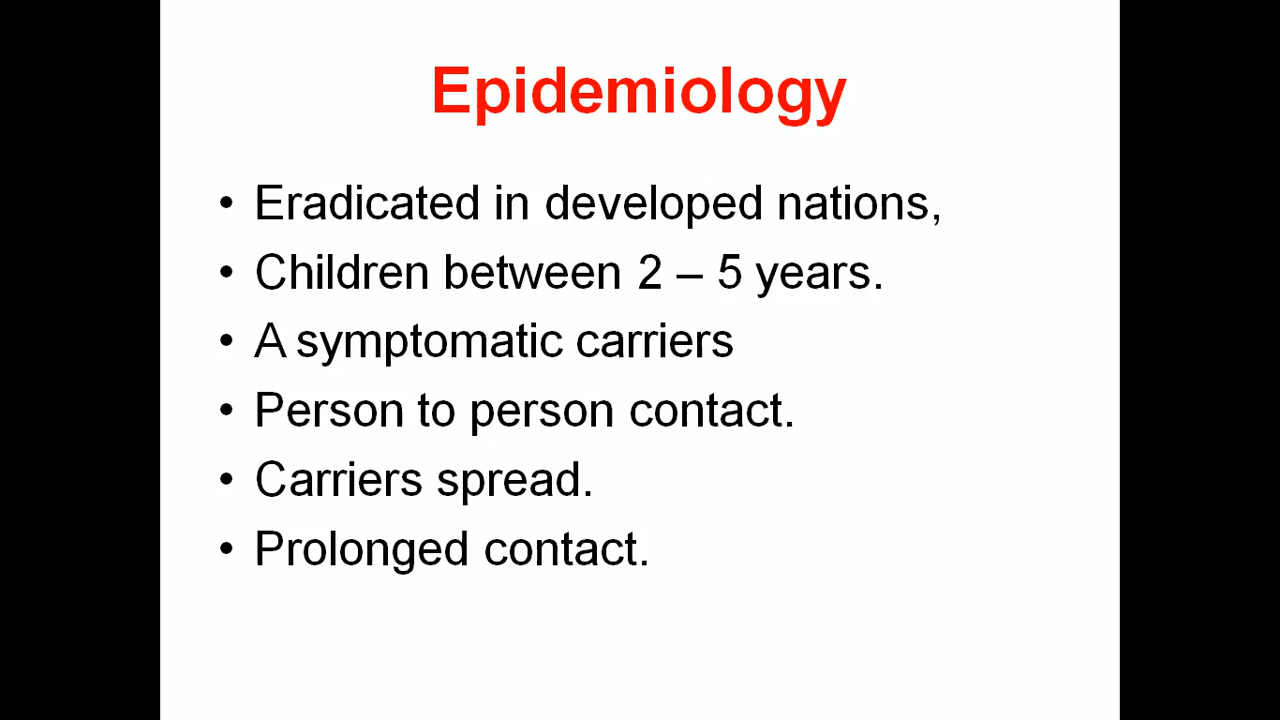 Epidemiology
• Eradicated in developed nations,
• Children between 2 – 5 years.
• A symptomatic carriers
• Person to person contact.
• Carriers spread.
• Prolonged contact.